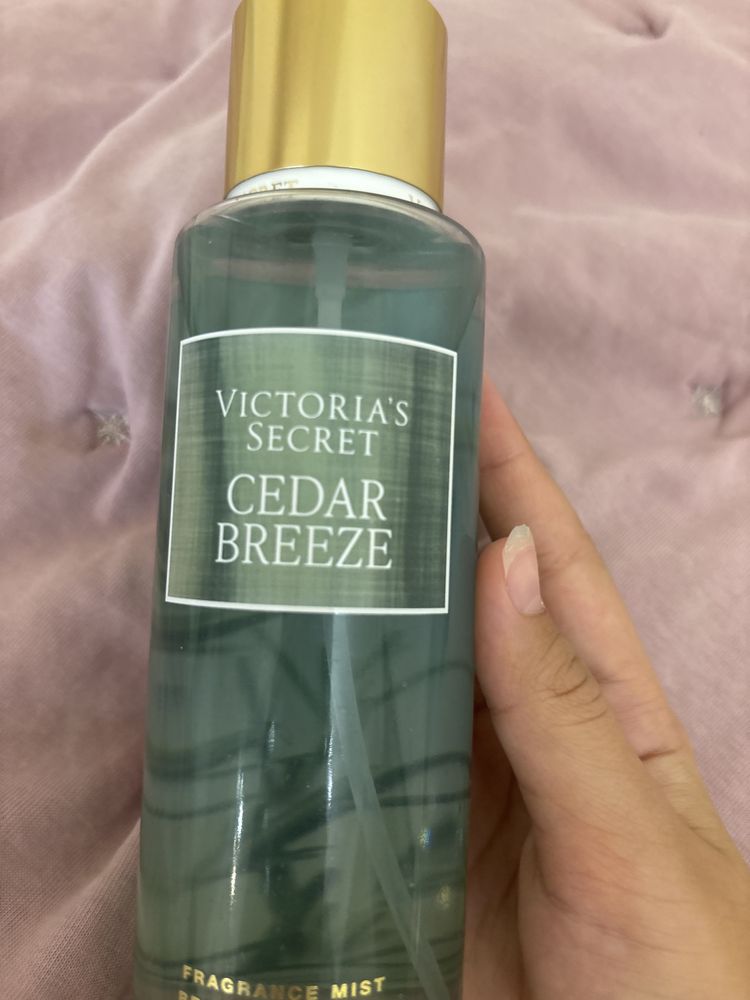 VICTORIA'S
SECRET
CEDAR
BREEZE
FRAGRANCE MIST